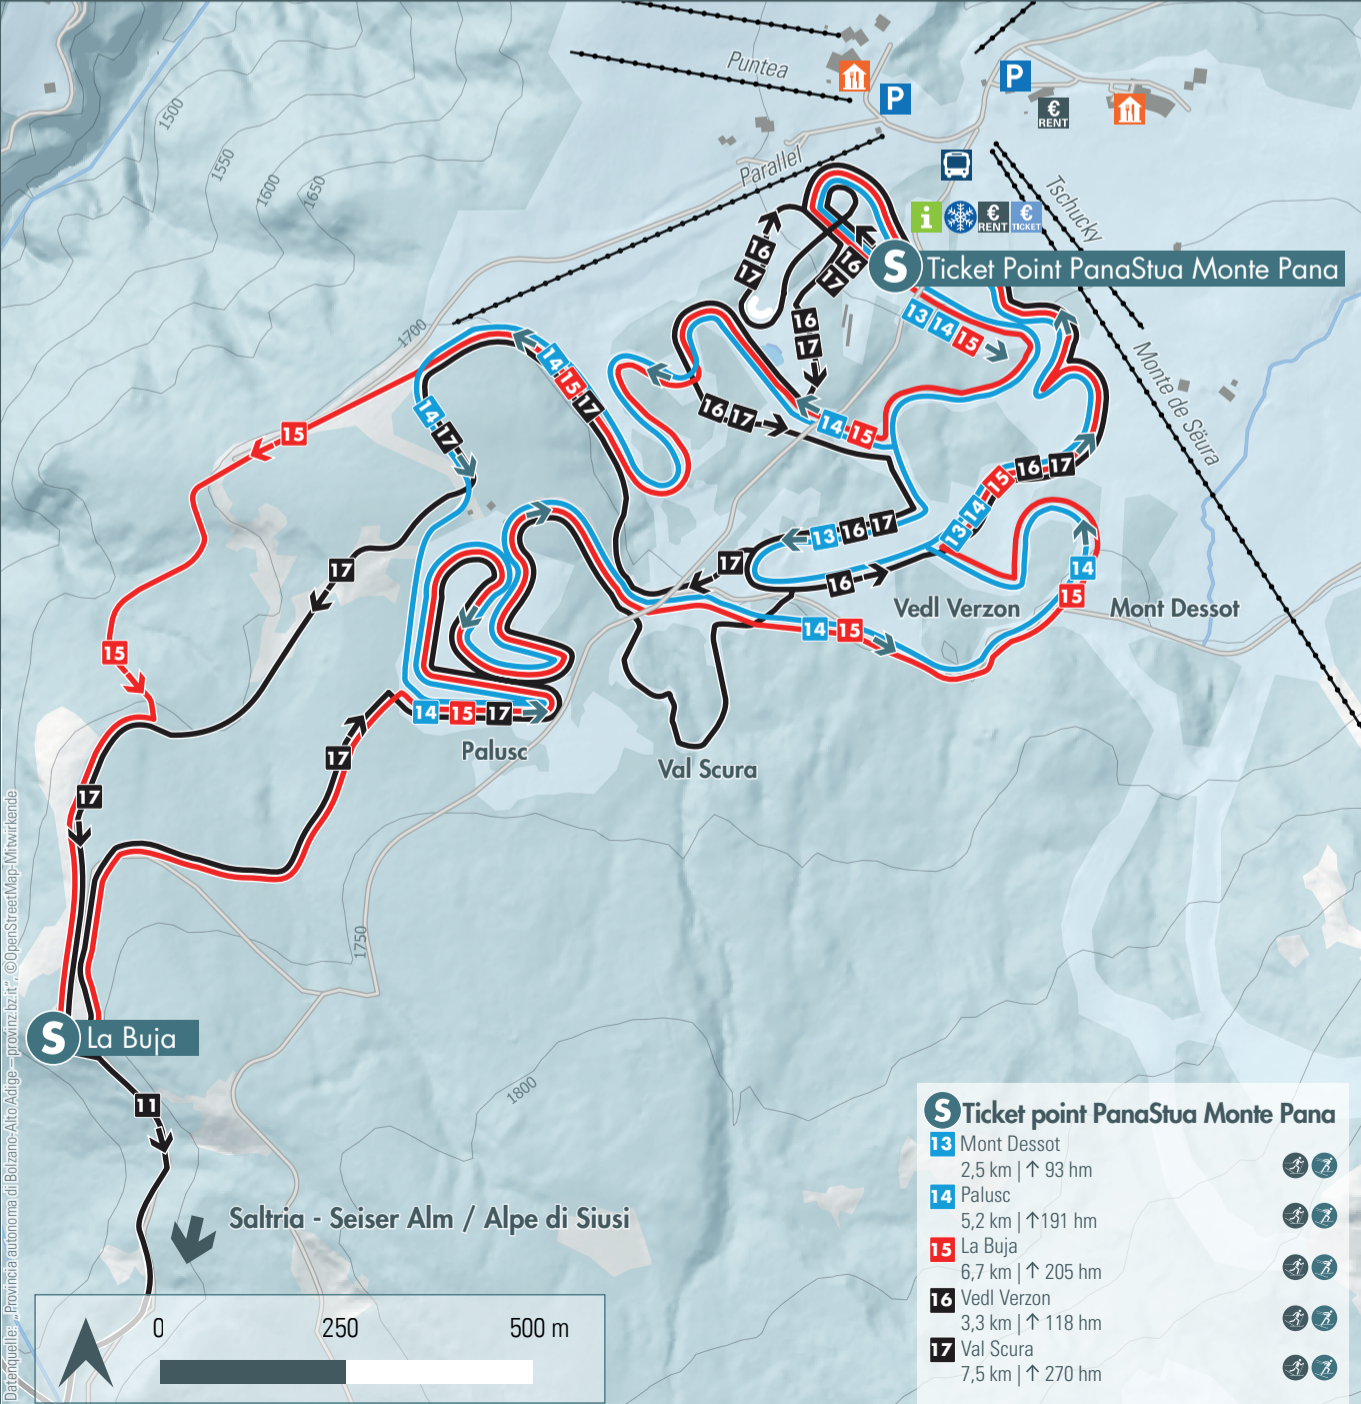 Puntea
P
P
€
RENT
1500
1550
1600
1650
Parallel
Tschucky
i
€
RENT
€
TICKET
16
17
16
17
S Ticket Point PanaStua Monte Pana
13 14 15
16
17
1700
Monte de Sëura
14
15
17
16 17
14 15
14
17
15
15 16 17
13 14
13 16 17
17
17
16
14
15
Vedl Verzon
Mont Dessot
14 15
15
14 15 17
17
Palusc
Val Scura
17
1750
S La Buja
11
1800
Saltria - Seiser Alm / Alpe di Siusi
0 250 500 m
S Ticket point PanaStua Monte Pana
13 Mont Dessot
2,5 km | ↑ 93 hm
14 Palusc
5,2 km | ↑191 hm
15 La Buja
6,7 km | ↑ 205 hm
16 Vedl Verzon
3,3 km | ↑ 118 hm
17 Val Scura
7,5 km | ↑ 270 hm
Datenquelle: „Provincia autonoma di Bolzano-Alto Adige – provinz.bz.it“, ©OpenStreetMap-Mitwirkende